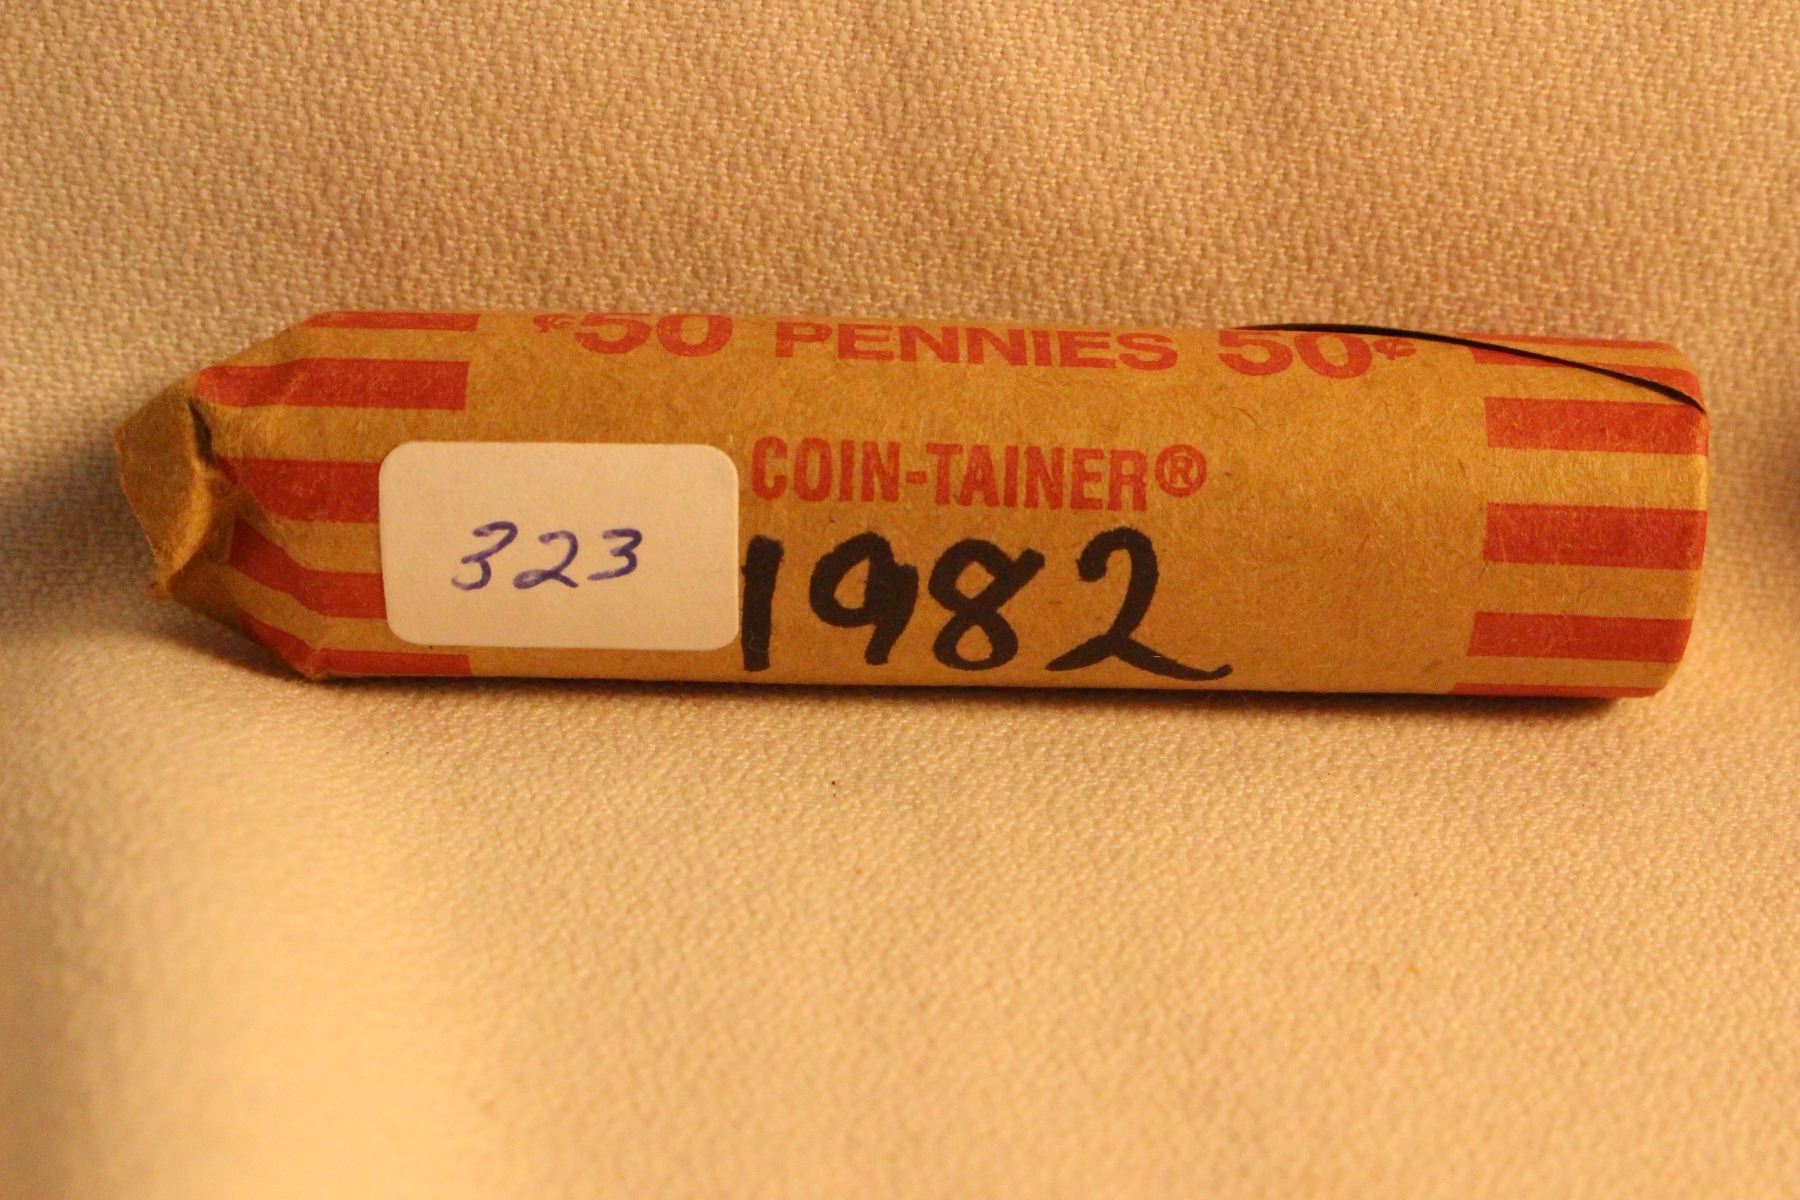 ¢50 PENNIES 50¢
COIN-TAINER®
323
1982